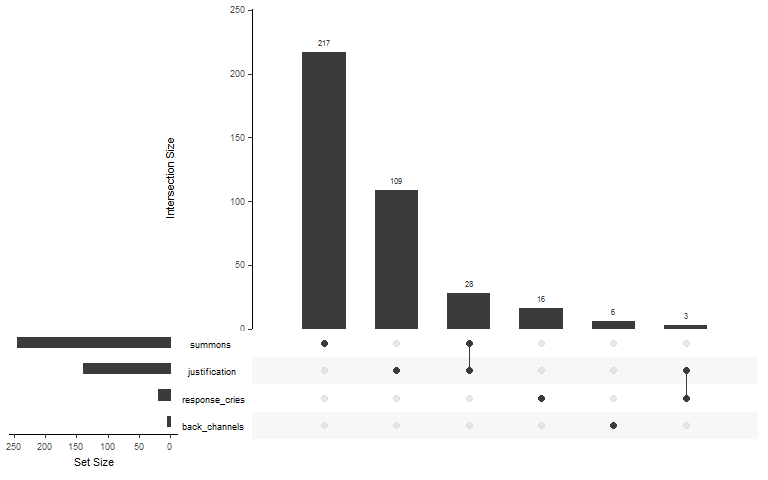 250
217
200
Intersection Size
150
109
100
50
28
16
6
3
0
summons
justification
response_cries
back_channels
250 200 150 100 50 0
Set Size